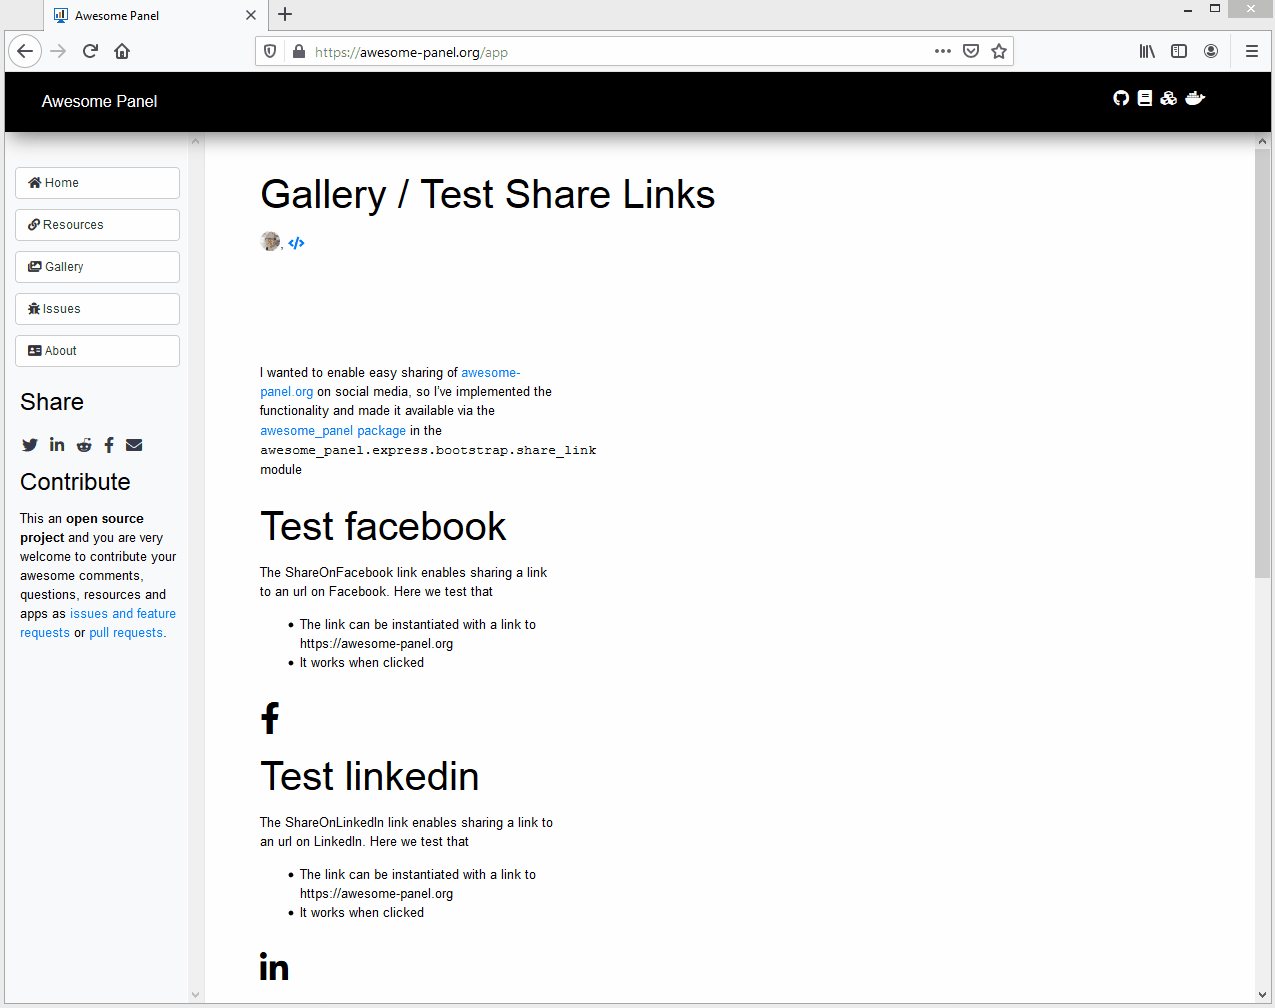 Awesome Panel
https://awesome-panel.org/app
Awesome Panel
Home
Resources
Gallery
Issues
About
Share
Contribute
This an open source
project and you are very
welcome to contribute your
awesome comments,
questions, resources and
apps as issues and feature
requests or pull requests.
Gallery / Test Share Links
, </>
I wanted to enable easy sharing of awesome-
panel.org on social media, so I've implemented the
functionality and made it available via the
awesome_panel package in the
awesome_panel.express.bootstrap.share_link
module
Test facebook
The ShareOnFacebook link enables sharing a link
to an url on Facebook. Here we test that
• The link can be instantiated with a link to
https://awesome-panel.org
• It works when clicked
f
Test linkedin
The ShareOnLinkedIn link enables sharing a link to
an url on LinkedIn. Here we test that
• The link can be instantiated with a link to
https://awesome-panel.org
• It works when clicked
in